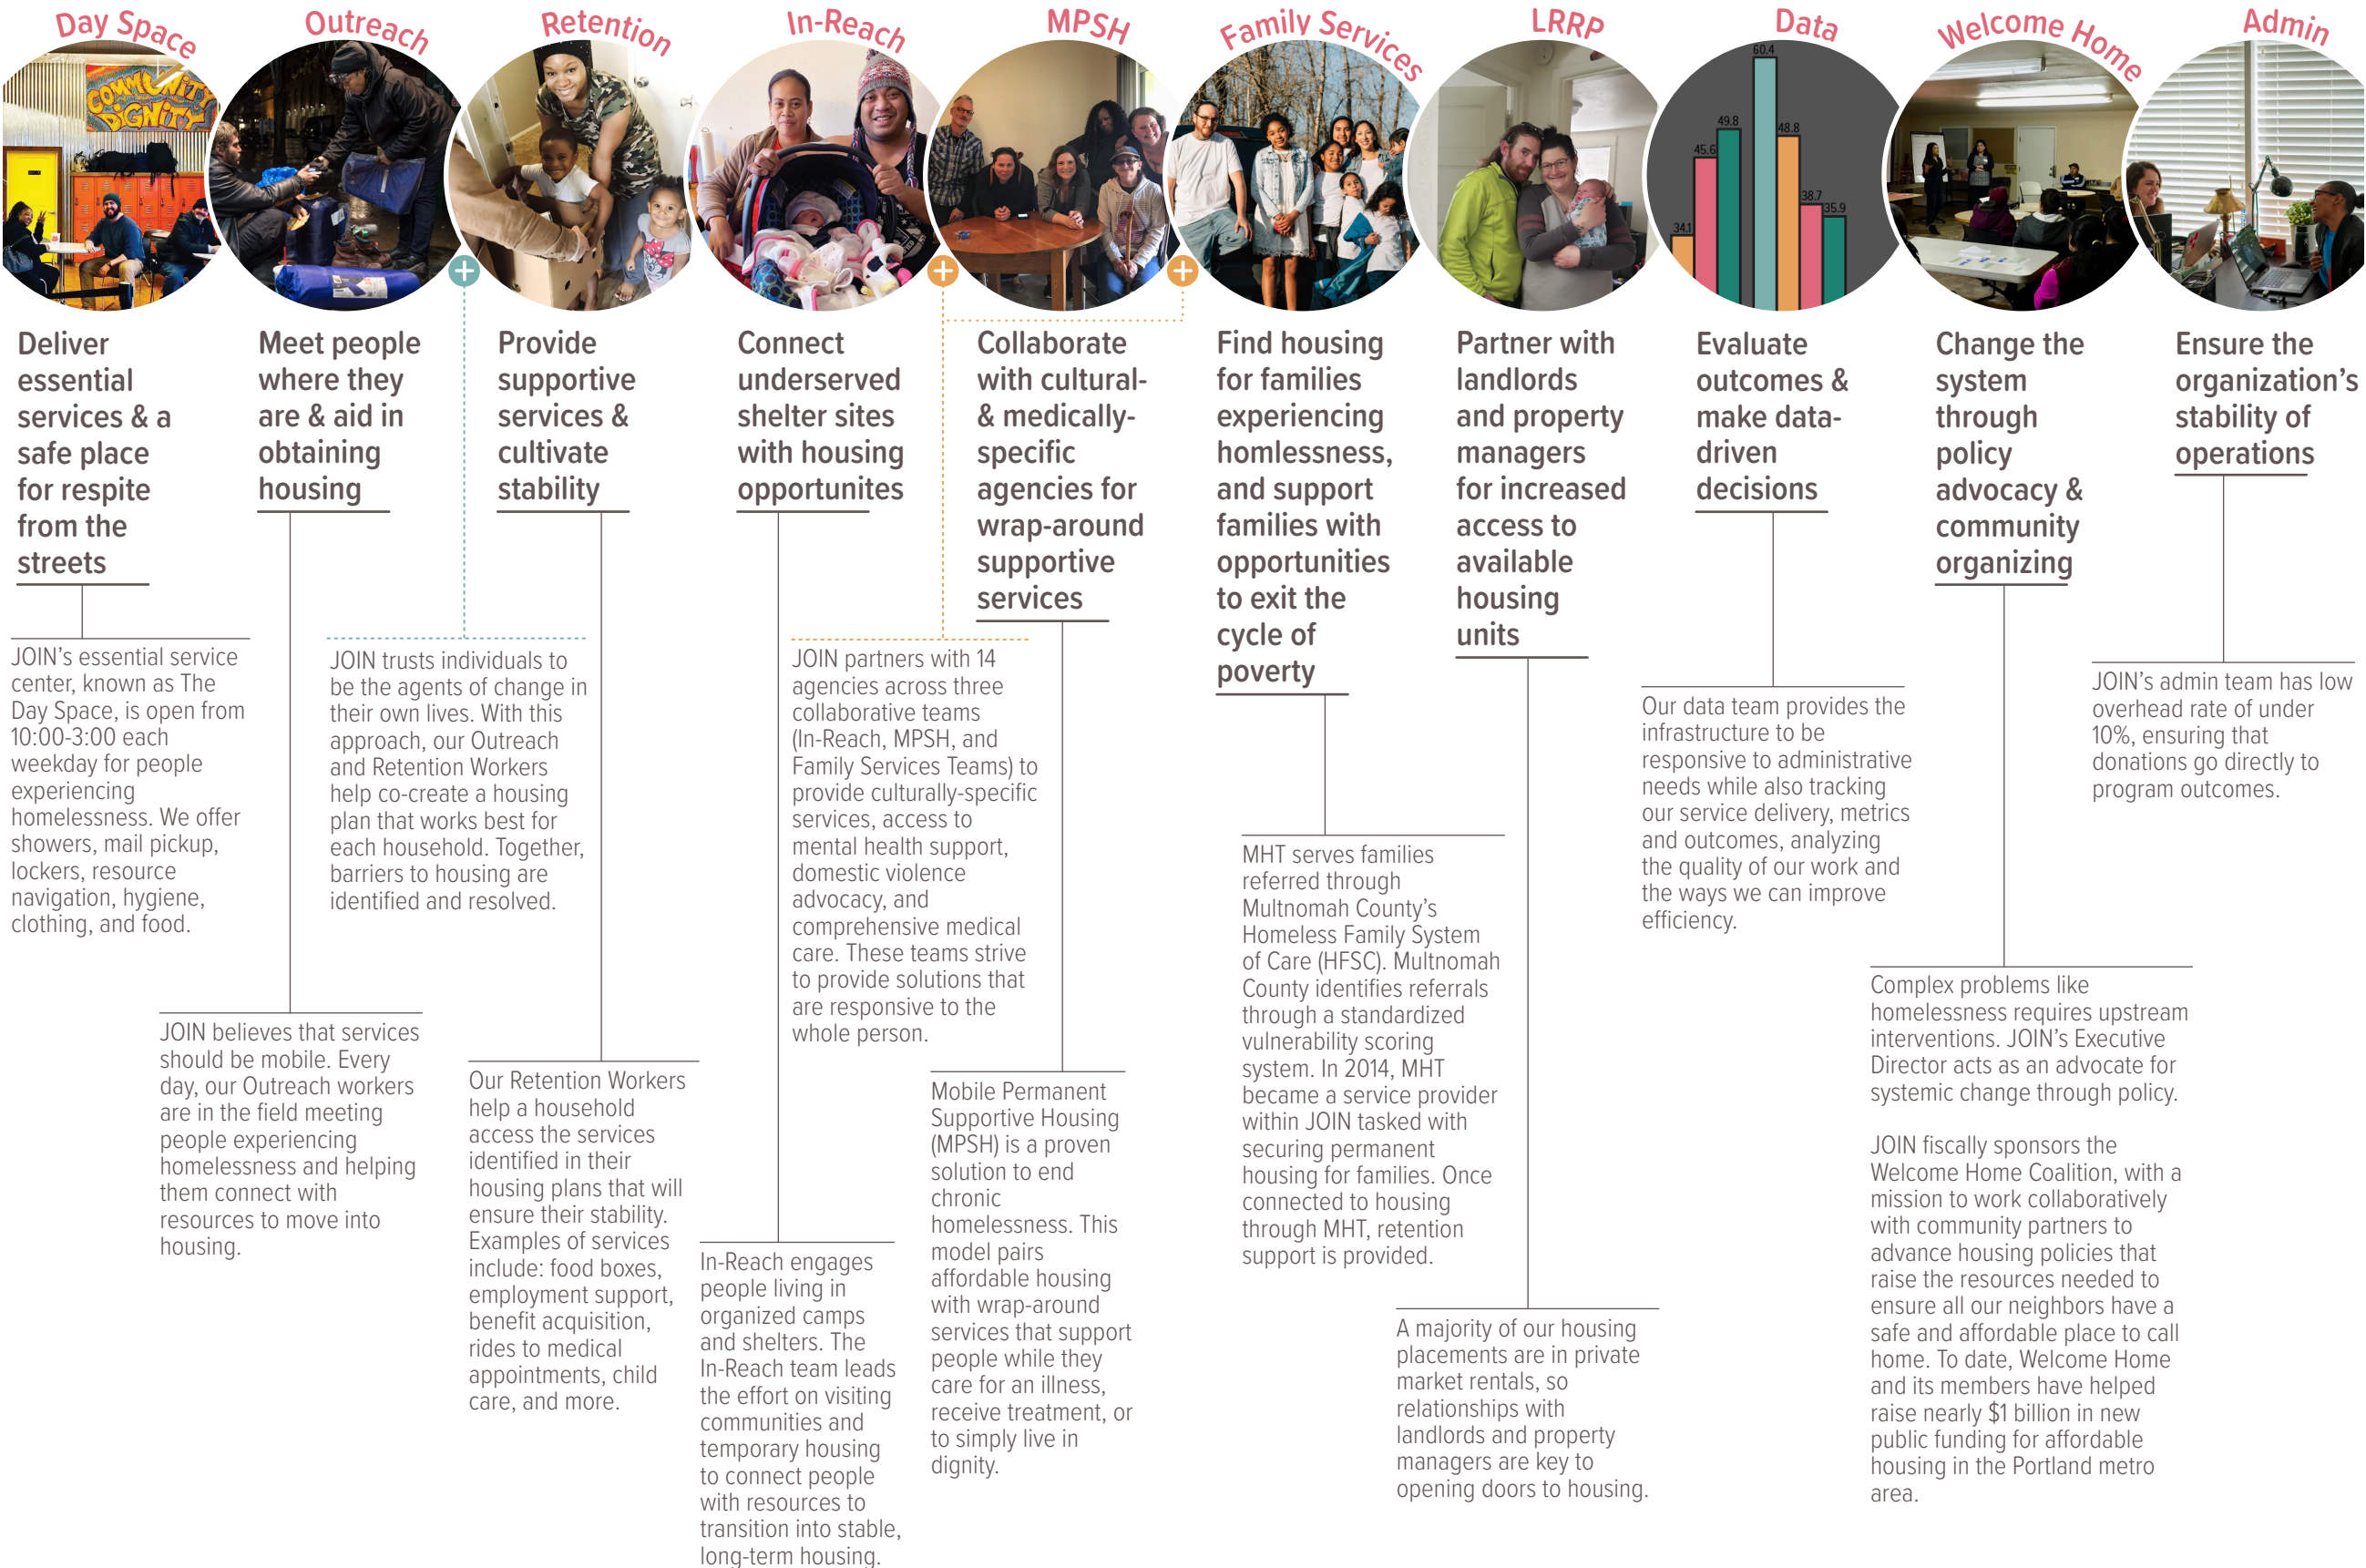 Day Space
Outreach
Retention
In-Reach
MPSH
Family Services
LRRP
Data
Welcome Home
Admin
COMMUNITY
DIGNITY
34.1
45.6
49.8
60.4
48.8
38.7
35.9
+
+
+
Deliver
essential
services & a
safe place
for respite
from the
streets
Meet people
where they
are & aid in
obtaining
housing
Provide
supportive
services &
cultivate
stability
Connect
underserved
shelter sites
with housing
opportunites
Collaborate
with cultural-
& medically-
specific
agencies for
wrap-around
supportive
services
Find housing
for families
experiencing
homlessness,
and support
families with
opportunities
to exit the
cycle of
poverty
Partner with
landlords
and property
managers
for increased
access to
available
housing
units
Evaluate
outcomes &
make data-
driven
decisions
Change the
system
through
policy
advocacy &
community
organizing
Ensure the
organization's
stability of
operations
JOIN's essential service
center, known as The
Day Space, is open from
10:00-3:00 each
weekday for people
experiencing
homelessness. We offer
showers, mail pickup,
lockers, resource
navigation, hygiene,
clothing, and food.
JOIN believes that services
should be mobile. Every
day, our Outreach workers
are in the field meeting
people experiencing
homelessness and helping
them connect with
resources to move into
housing.
JOIN trusts individuals to
be the agents of change in
their own lives. With this
approach, our Outreach
and Retention Workers
help co-create a housing
plan that works best for
each household. Together,
barriers to housing are
identified and resolved.
Our Retention Workers
help a household
access the services
identified in their
housing plans that will
ensure their stability.
Examples of services
include: food boxes,
employment support,
benefit acquisition,
rides to medical
appointments, child
care, and more.
In-Reach engages
people living in
organized camps
and shelters. The
In-Reach team leads
the effort on visiting
communities and
temporary housing
to connect people
with resources to
transition into stable,
long-term housing.
JOIN partners with 14
agencies across three
collaborative teams
(In-Reach, MPSH, and
Family Services Teams) to
provide culturally-specific
services, access to
mental health support,
domestic violence
advocacy, and
comprehensive medical
care. These teams strive
to provide solutions that
are responsive to the
whole person.
Mobile Permanent
Supportive Housing
(MPSH) is a proven
solution to end
chronic
homelessness. This
model pairs
affordable housing
with wrap-around
services that support
people while they
care for an illness,
receive treatment, or
to simply live in
dignity.
MHT serves families
referred through
Multnomah County's
Homeless Family System
of Care (HFSC). Multnomah
County identifies referrals
through a standardized
vulnerability scoring
system. In 2014, MHT
became a service provider
within JOIN tasked with
securing permanent
housing for families. Once
connected to housing
through MHT, retention
support is provided.
A majority of our housing
placements are in private
market rentals, so
relationships with
landlords and property
managers are key to
opening doors to housing.
Our data team provides the
infrastructure to be
responsive to administrative
needs while also tracking
our service delivery, metrics
and outcomes, analyzing
the quality of our work and
the ways we can improve
efficiency.
Complex problems like
homelessness requires upstream
interventions. JOIN's Executive
Director acts as an advocate for
systemic change through policy.
JOIN fiscally sponsors the
Welcome Home Coalition, with a
mission to work collaboratively
with community partners to
advance housing policies that
raise the resources needed to
ensure all our neighbors have a
safe and affordable place to call
home. To date, Welcome Home
and its members have helped
raise nearly $1 billion in new
public funding for affordable
housing in the Portland metro
area.
JOIN's admin team has low
overhead rate of under
10%, ensuring that
donations go directly to
program outcomes.